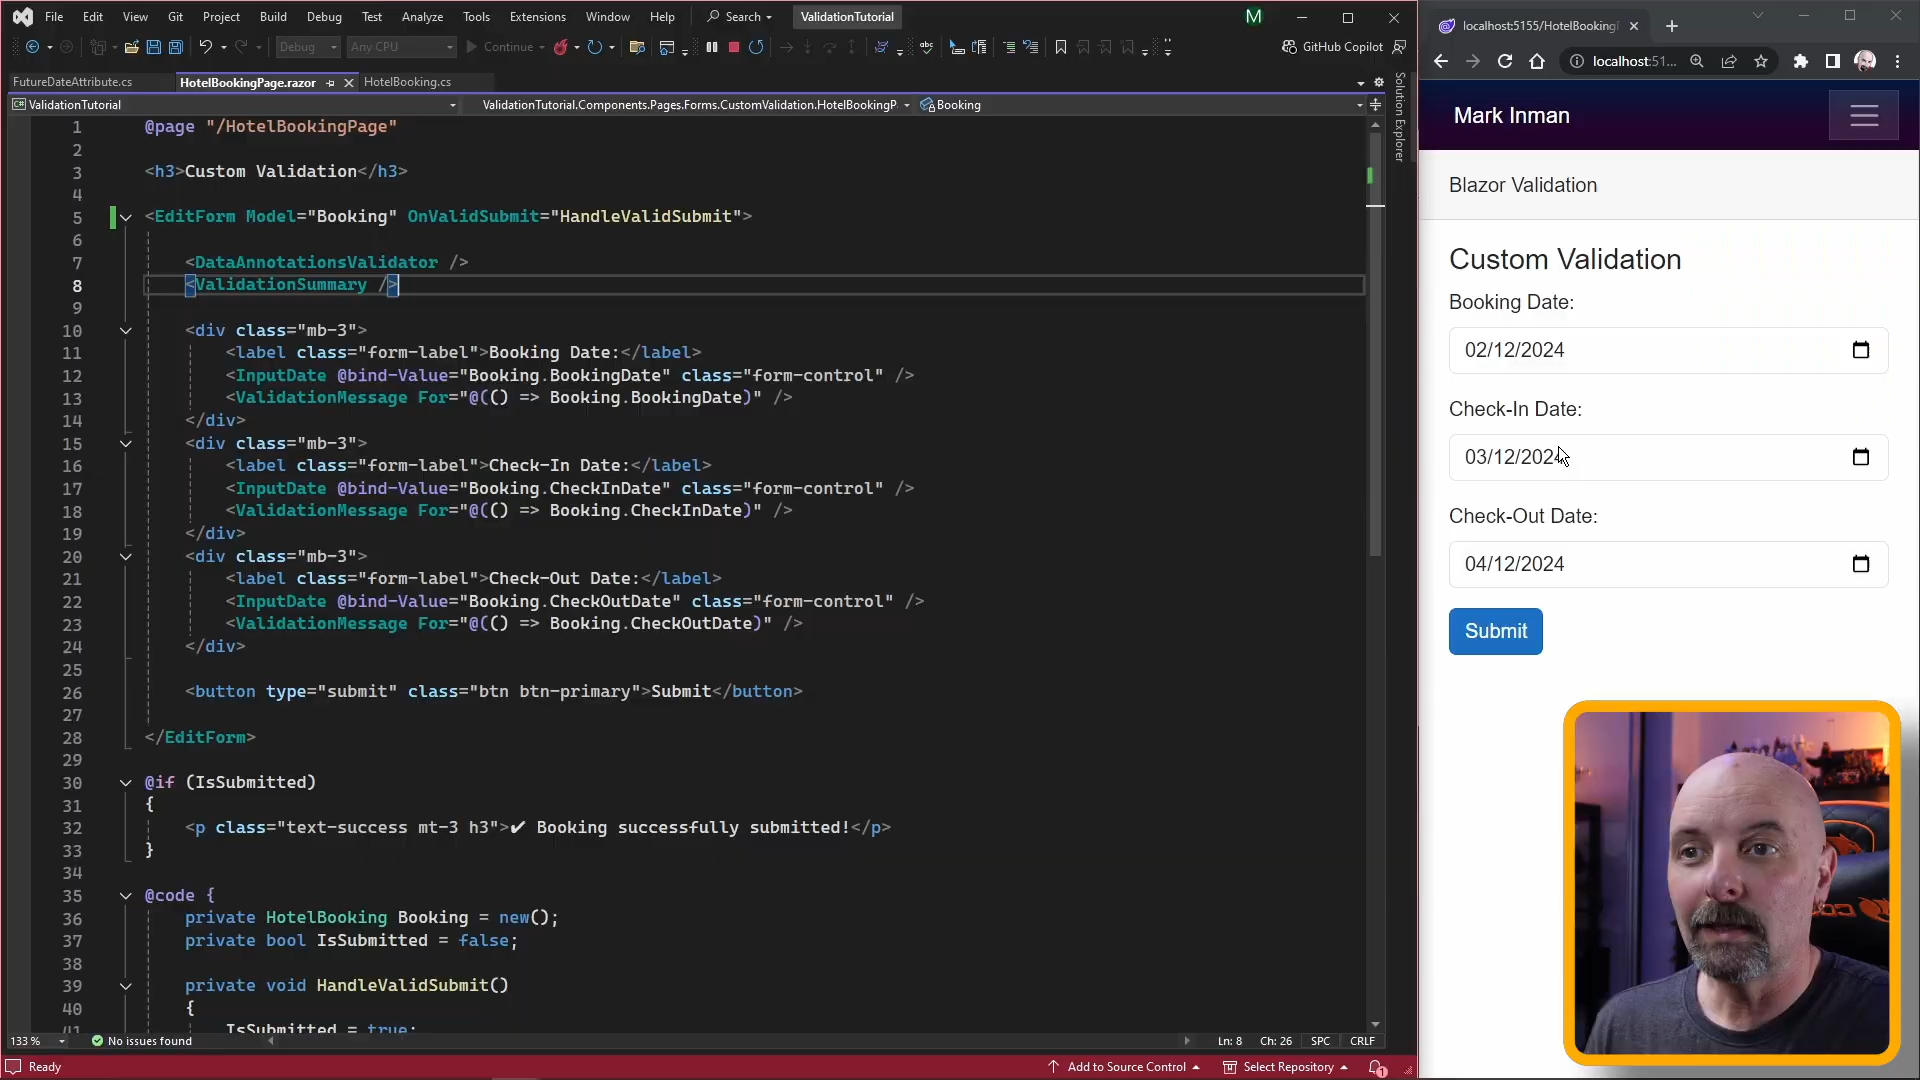 File Edit View Git Project Build Debug Test Analyze Tools Extensions Window Help Search ValidationTutorial M
Debug Any CPU Continue GitHub Copilot
FutureDateAttribute.cs HotelBookingPage.razor HotelBooking.cs
ValidationTutorial ValidationTutorial.Components.Pages.Forms.CustomValidation.HotelBookingP Booking
Solution Explorer
1 @page "/HotelBookingPage"
2
3 <h3>Custom Validation</h3>
4
5 <EditForm Model="Booking" OnValidSubmit="HandleValidSubmit">
6
7 <DataAnnotationsValidator />
8 <ValidationSummary />
9
10 <div class="mb-3">
11 <label class="form-label">Booking Date:</label>
12 <InputDate @bind-Value="Booking.BookingDate" class="form-control" />
13 <ValidationMessage For="@(() => Booking.BookingDate)" />
14 </div>
15 <div class="mb-3">
16 <label class="form-label">Check-In Date:</label>
17 <InputDate @bind-Value="Booking.CheckInDate" class="form-control" />
18 <ValidationMessage For="@(() => Booking.CheckInDate)" />
19 </div>
20 <div class="mb-3">
21 <label class="form-label">Check-Out Date:</label>
22 <InputDate @bind-Value="Booking.CheckOutDate" class="form-control" />
23 <ValidationMessage For="@(() => Booking.CheckOutDate)" />
24 </div>
25
26 <button type="submit" class="btn btn-primary">Submit</button>
27
28 </EditForm>
29
30 @if (IsSubmitted)
31 {
32 <p class="text-success mt-3 h3">✔ Booking successfully submitted!</p>
33 }
34
35 @code {
36 private HotelBooking Booking = new();
37 private bool IsSubmitted = false;
38
39 private void HandleValidSubmit()
40 {
41 IsSubmitted = true;
133 % No issues found Ln: 8 Ch: 26 SPC CRLF
Ready Add to Source Control Select Repository 1
localhost:5155/HotelBooking
localhost:51...
Mark Inman
Blazor Validation
Custom Validation
Booking Date:
02/12/2024
Check-In Date:
03/12/2024
Check-Out Date:
04/12/2024
Submit